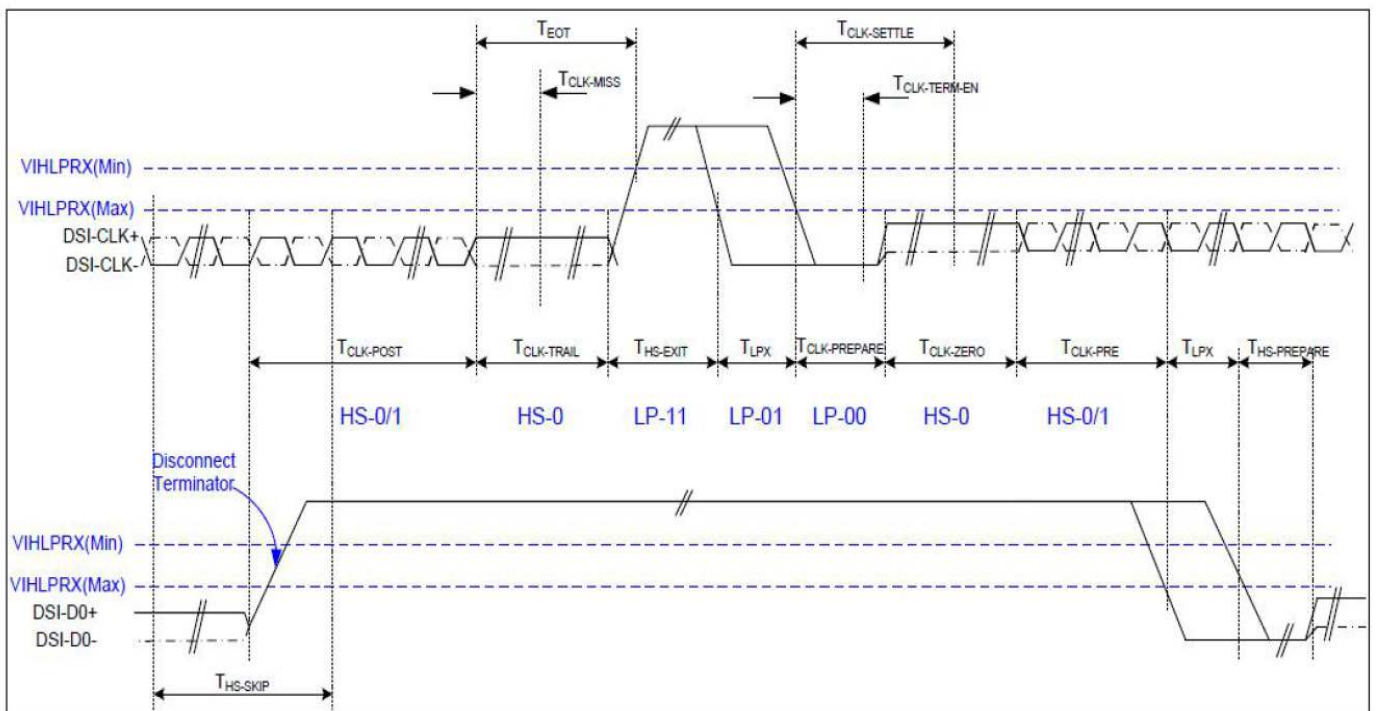 TEOT
TCLK-SETTLE
TCLK-MISS
TCLK-TERM-EN
VIHLPRX(Min)
VIHLPRX(Max)
DSI-CLK+
DSI-CLK-
TCLK-POST TCLK-TRAIL THS-EXIT TLPX TCLK-PREPARE TCLK-ZERO TCLK-PRE TLPX THS-PREPARE
HS-0/1 HS-0 LP-11 LP-01 LP-00 HS-0 HS-0/1
Disconnect
Terminator
VIHLPRX(Min)
VIHLPRX(Max)
DSI-D0+
DSI-D0-
THS-SKIP